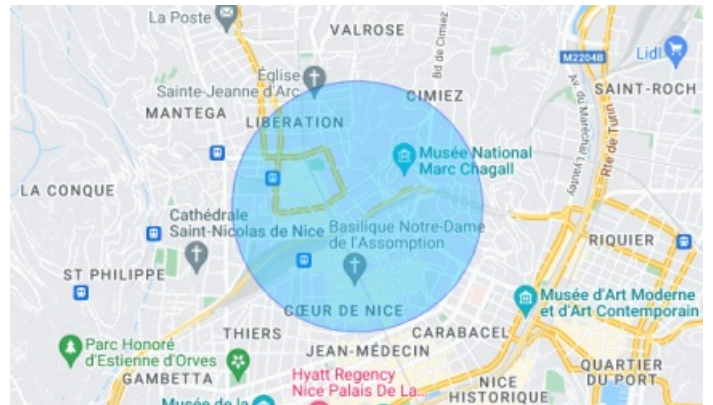 La Poste
VALROSE
Bd de Cimiez
M2204B
Lidl
Av. du Maréchal Lyautey
Rte de Turin
SAINT-ROCH
Église
Sainte-Jeanne d'Arc
CIMIEZ
MANTEGA
LIBERATION
Musée National
Marc Chagall
LA CONQUE
Cathédrale
Saint-Nicolas de Nice
Basilique Notre-Dame
de l'Assomption
RIQUIER
ST PHILIPPE
CŒUR DE NICE
Musée d'Art Moderne
et d'Art Contemporain
THIERS
CARABACEL
Parc Honoré
d'Estienne d'Orves
JEAN-MÉDECIN
GAMBETTA
Hyatt Regency
Nice Palais De La...
NICE
HISTORIQUE
QUARTIER
DU PORT
Musée de la